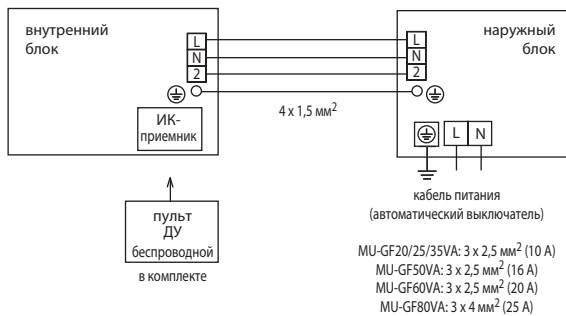 внутренний
блок
L
N
2
ИК-
приемник
4 x 1,5 мм²
наружный
блок
L
N
2
L N
пульт
ДУ
беспроводной
в комплекте
кабель питания
(автоматический выключатель)
MU-GF20/25/35VA: 3 x 2,5 мм² (10 А)
MU-GF50VA: 3 x 2,5 мм² (16 А)
MU-GF60VA: 3 x 2,5 мм² (20 А)
MU-GF80VA: 3 x 4 мм² (25 А)